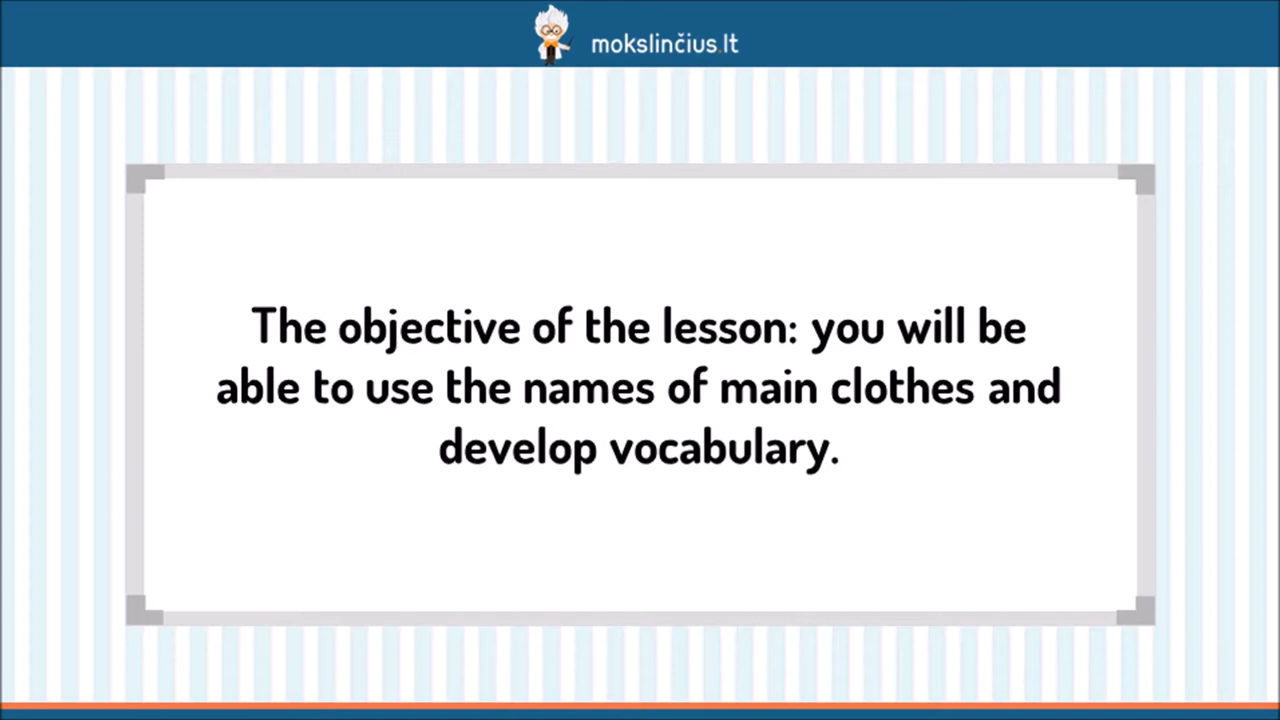 mokslinčius.lt
The objective of the lesson: you will be
able to use the names of main clothes and
develop vocabulary.